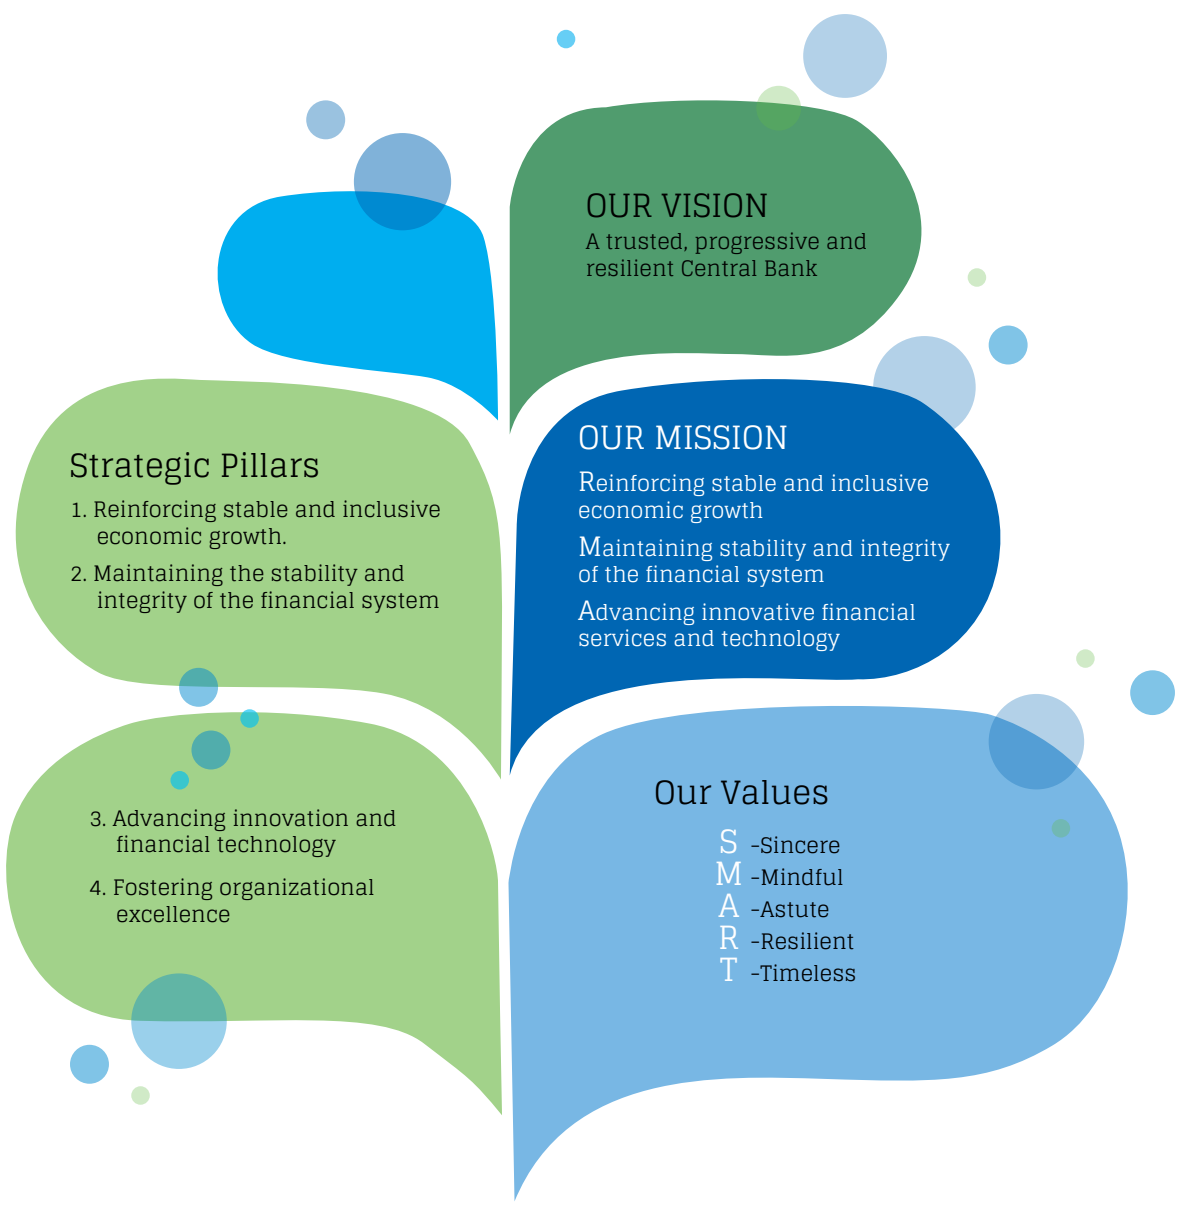 OUR VISION
A trusted, progressive and
resilient Central Bank
OUR MISSION
Reinforcing stable and inclusive
economic growth
Maintaining stability and integrity
of the financial system
Advancing innovative financial
services and technology
Strategic Pillars
1. Reinforcing stable and inclusive
economic growth.
2. Maintaining the stability and
integrity of the financial system
3. Advancing innovation and
financial technology
4. Fostering organizational
excellence
Our Values
S -Sincere
M -Mindful
A -Astute
R -Resilient
T -Timeless